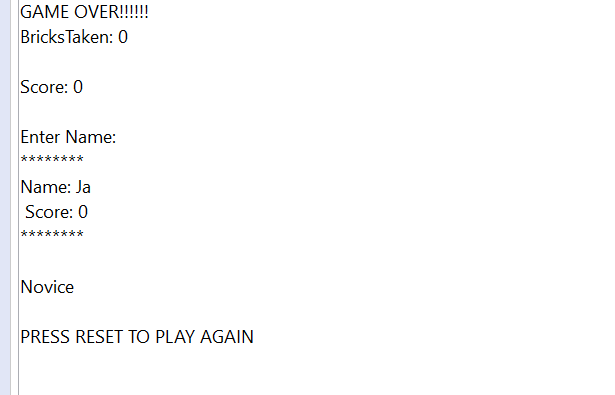 GAME OVER!!!!!!
BricksTaken: 0
Score: 0
Enter Name:
********
Name: Ja
Score: 0
********
Novice
PRESS RESET TO PLAY AGAIN